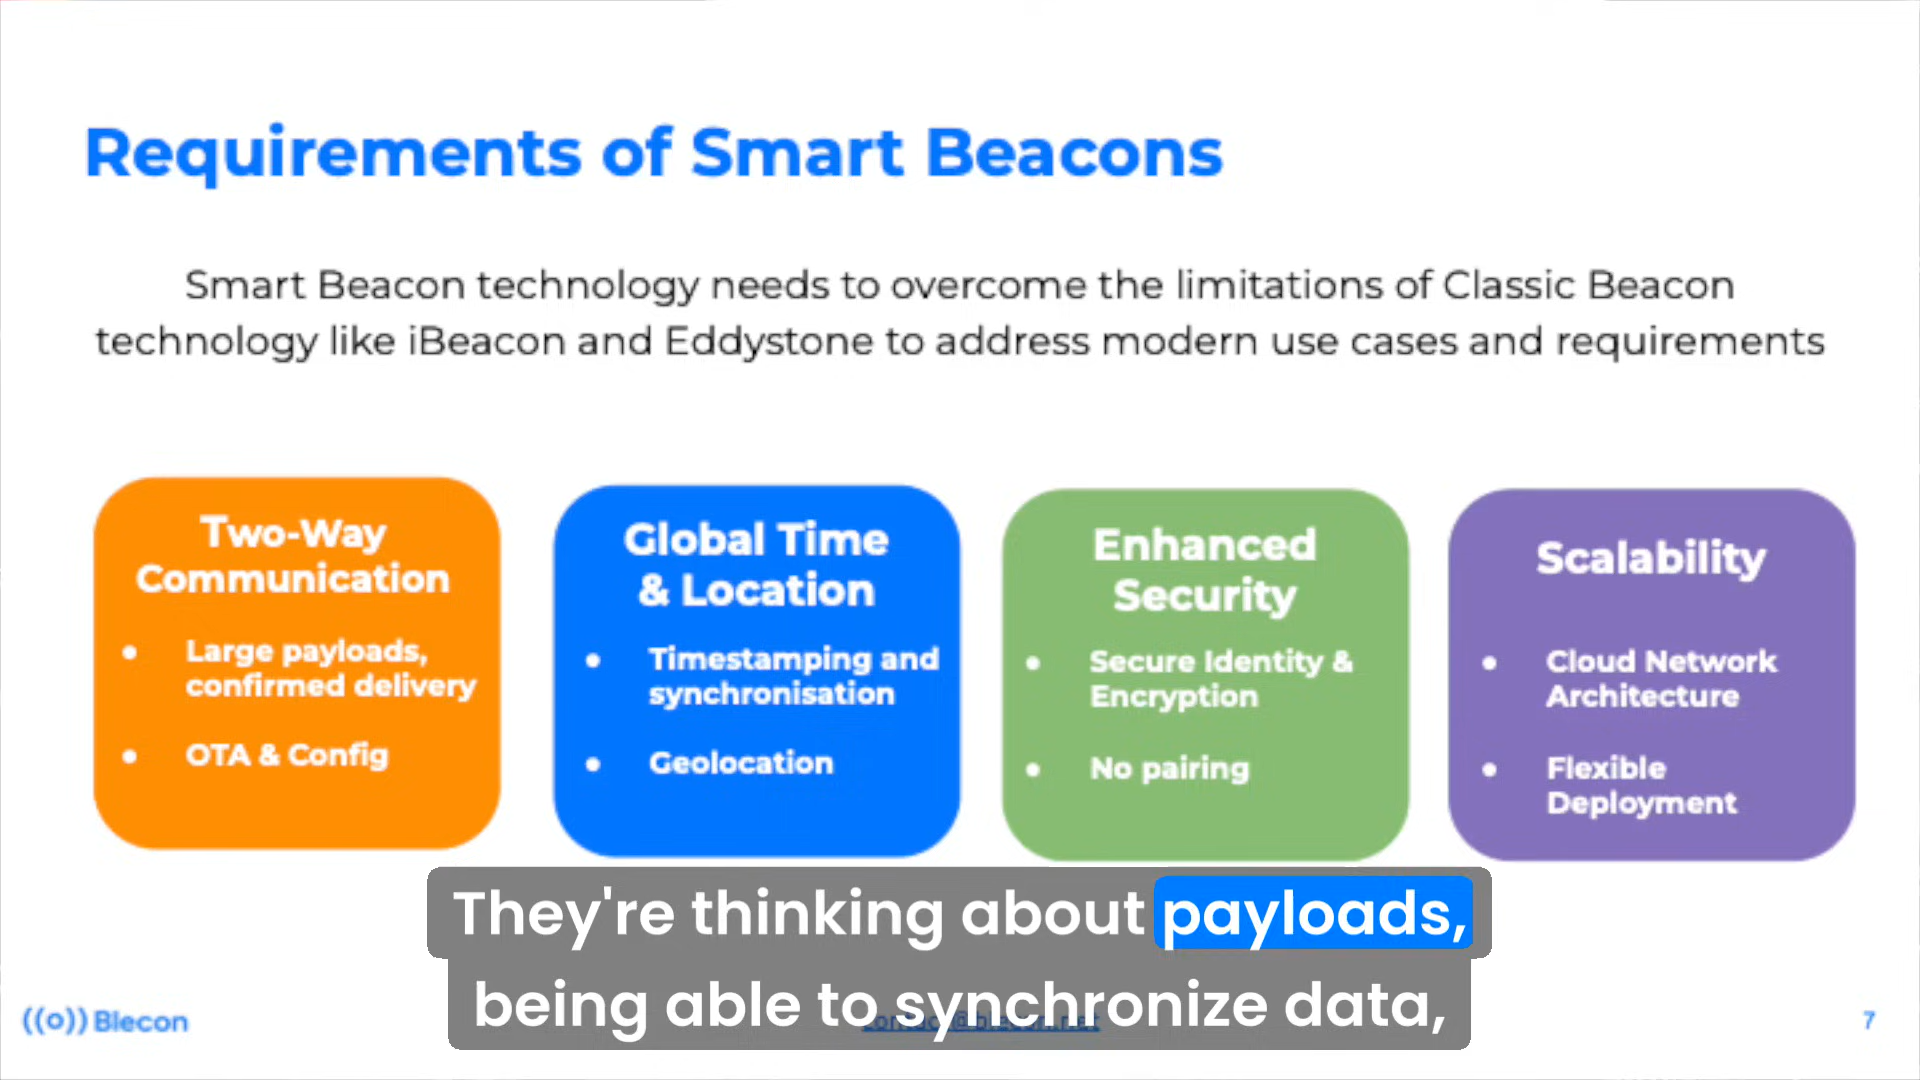 Requirements of Smart Beacons
Smart Beacon technology needs to overcome the limitations of Classic Beacon
technology like iBeacon and Eddystone to address modern use cases and requirements
Two-Way
Communication
• Large payloads,
confirmed delivery
• OTA & Config
Global Time
& Location
• Timestamping and
synchronisation
• Geolocation
Enhanced
Security
• Secure Identity &
Encryption
• No pairing
Scalability
• Cloud Network
Architecture
• Flexible
Deployment
They're thinking about payloads,
being able to synchronize data,
((o)) Blecon
7